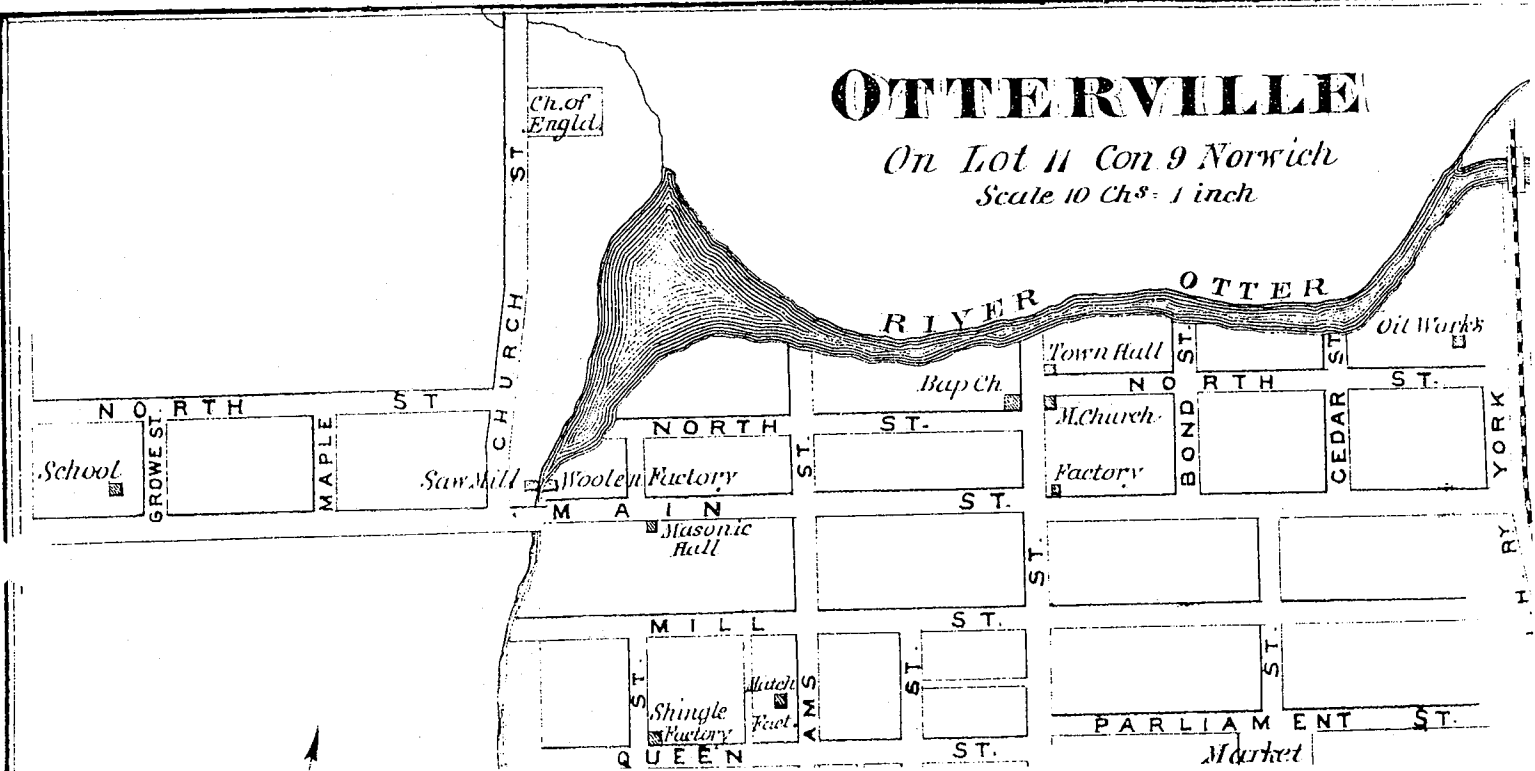 OTTERVILLE
On Lot 11 Con 9 Norwich
Scale 10 Chs = 1 inch
Ch. of
Engld.
CHURCH ST.
RIVER OTTER
Oil Works
Town Hall
Bap Ch.
NORTH ST
NORTH ST.
NORTH ST.
M. Church
School
GROWE ST.
MAPLE
Saw Mill
Woolen Factory
ST.
Factory
BOND ST.
CEDAR ST
YORK
MAIN ST.
Masonic
Hall
ST.
RY
MILL ST.
ST.
Shingle
Factory
Match
Fact.
AMS
ST.
ST.
PARLIAMENT ST.
QUEEN ST.
Market